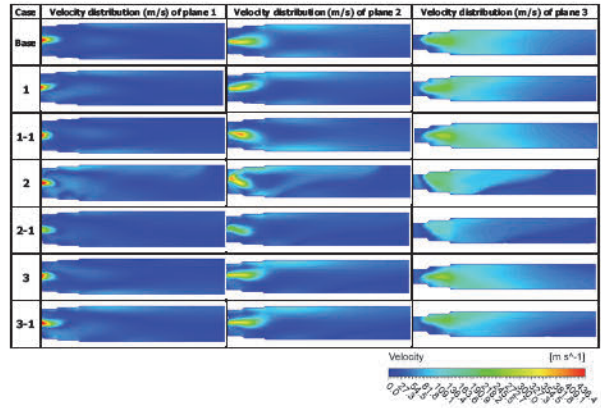 Case Velocity distribution (m/s) of plane 1 Velocity distribution (m/s) of plane 2 Velocity distribution (m/s) of plane 3
Base
1
1-1
2
2-1
3
3-1
Velocity [m s^-1]